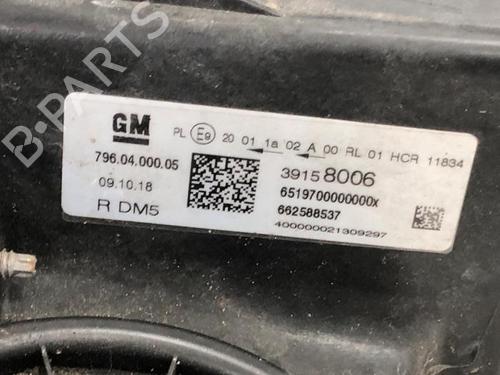 GM
PL E9 20 01 1a 02 A 00 RL 01 HCR 11834
796.04.000.05
09.10.18
R DM5
39158006
6519700000000X
662588537
400000021309297
B-PARTS